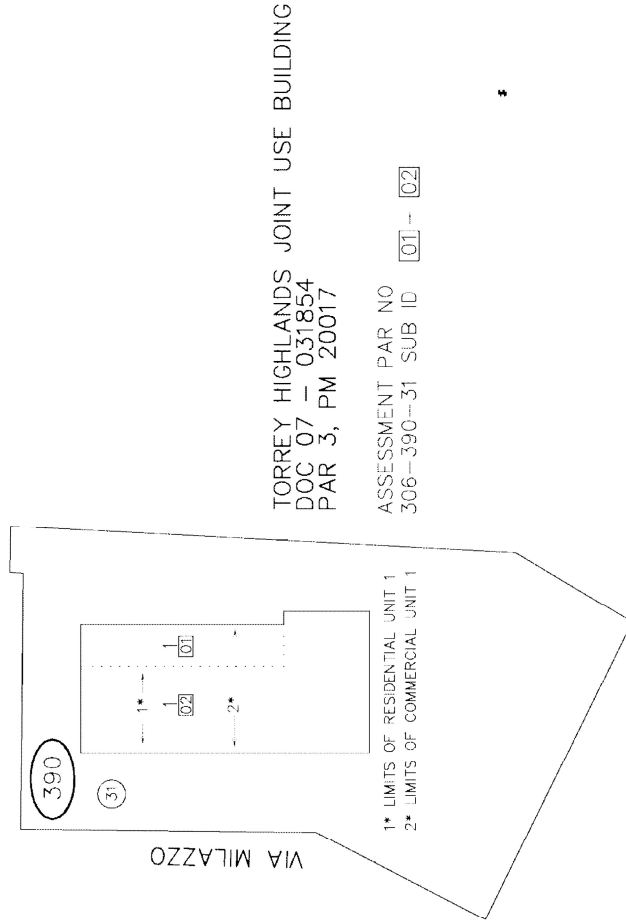 TORREY HIGHLANDS JOINT USE BUILDING
DOC 07 - 031854
PAR 3, PM 20017
ASSESSMENT PAR NO
306-390-31 SUB ID 01 - 02
390
31
VIA MILAZZO
1*
1
02
1
01
2*
1* LIMITS OF RESIDENTIAL UNIT 1
2* LIMITS OF COMMERCIAL UNIT 1